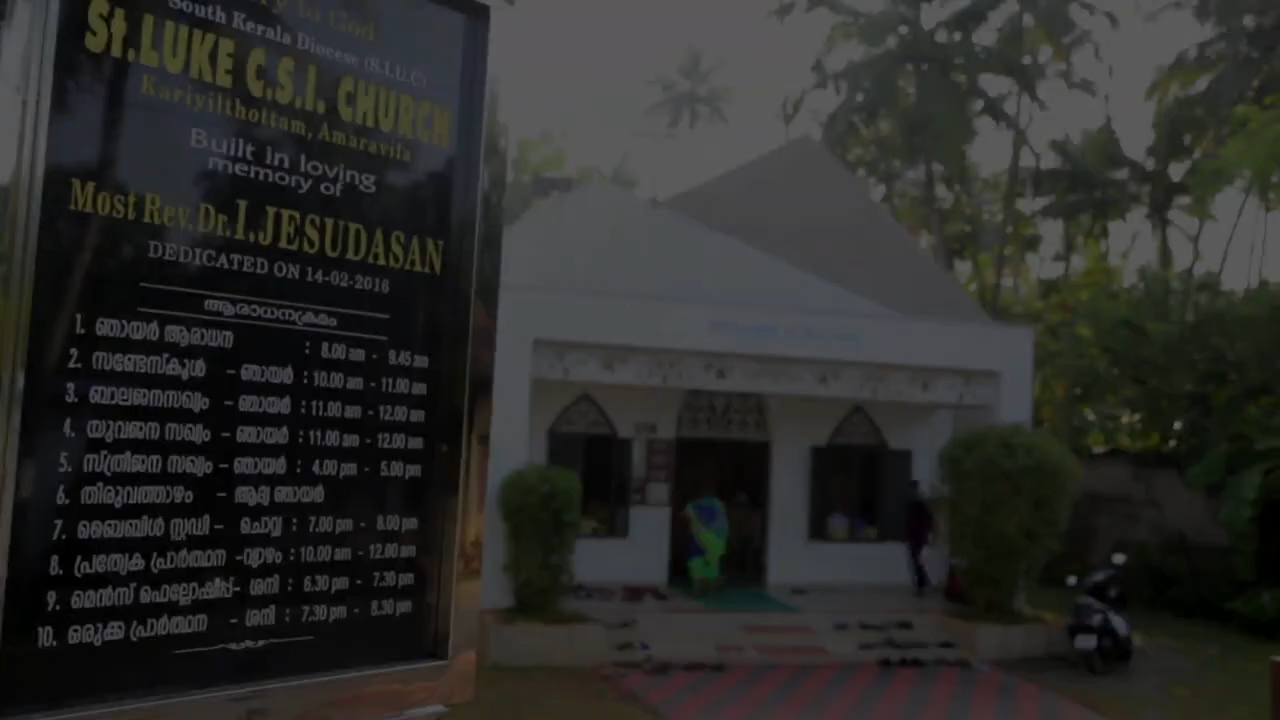 to God
South Kerala Diocese (S.I.U.C)
St.LUKE C.S.I. CHURCH
Kariyilthottam, Amaravila
Built in loving
memory of
Most Rev. Dr. I.JESUDASAN
DEDICATED ON 14-02-2016
ആരാധനക്രമം
1. ഞായർ ആരാധന : 8.00 am - 9.45 am
2. സണ്ടേസ്കൂൾ - ഞായർ : 10.00 am - 11.00 am
3. ബാലജനസഖ്യം - ഞായർ : 11.00 am - 12.00 am
4. യുവജന സഖ്യം - ഞായർ : 11.00 am - 12.00 am
5. സ്ത്രീജന സഖ്യം - ഞായർ : 4.00 pm - 5.00 pm
6. തിരുവത്താഴം - ആദ്യ ഞായർ
7. ബൈബിൾ സ്റ്റഡി - ചൊവ്വ : 7.00 pm - 8.00 pm
8. പ്രത്യേക പ്രാർത്ഥന - വ്യാഴം : 10.00 am - 12.00 am
9. മെൻസ് ഫെല്ലോഷിപ്പ് - ശനി : 6.30 pm - 7.30 pm
10. ഒരുക്ക പ്രാർത്ഥന - ശനി : 7.30 pm - 8.30 pm